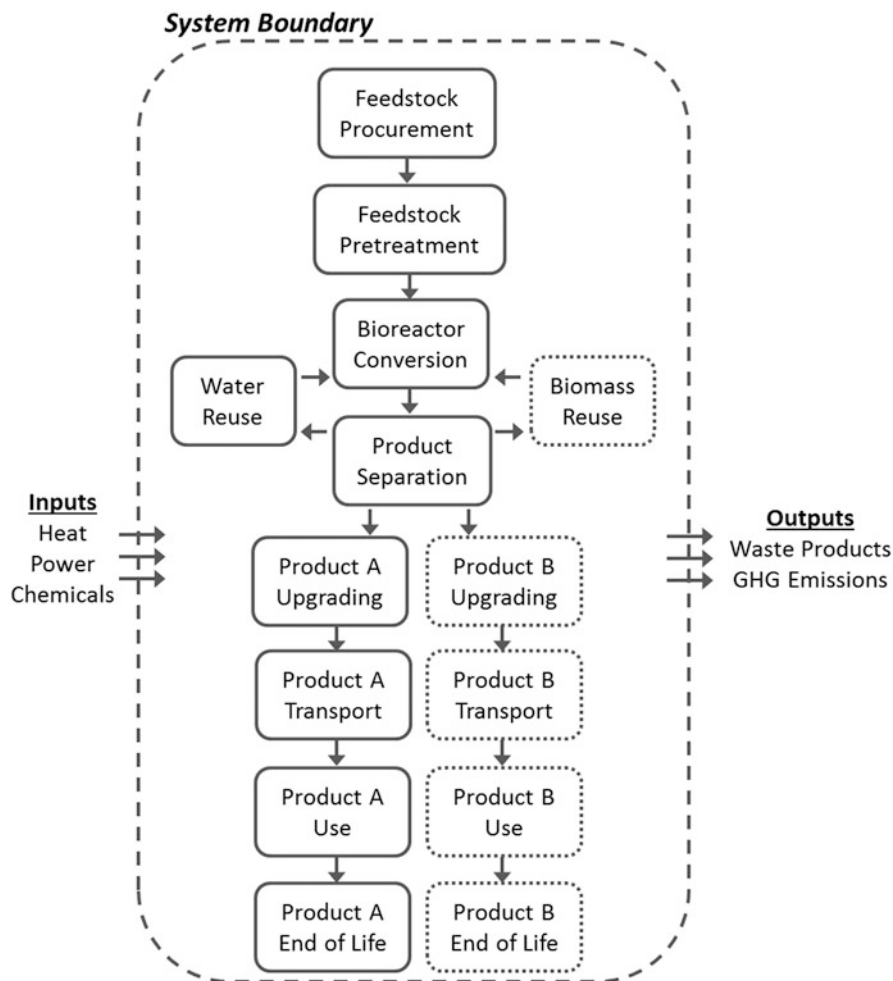 System Boundary
Feedstock
Procurement
Feedstock
Pretreatment
Bioreactor
Conversion
Water
Reuse
Biomass
Reuse
Product
Separation
Inputs
Heat
Power
Chemicals
Outputs
Waste Products
GHG Emissions
Product A
Upgrading
Product B
Upgrading
Product A
Transport
Product B
Transport
Product A
Use
Product B
Use
Product A
End of Life
Product B
End of Life